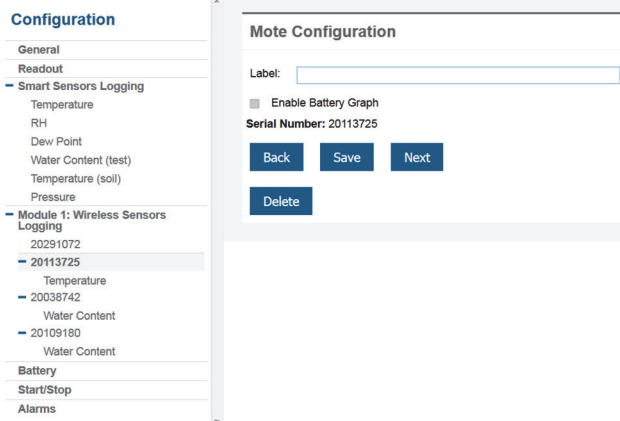 Configuration
General
Readout
Smart Sensors Logging
Temperature
RH
Dew Point
Water Content (test)
Temperature (soil)
Pressure
Module 1: Wireless Sensors
Logging
20291072
20113725
Temperature
20038742
Water Content
20109180
Water Content
Battery
Start/Stop
Alarms
Mote Configuration
Label:
Enable Battery Graph
Serial Number: 20113725
Back Save Next
Delete